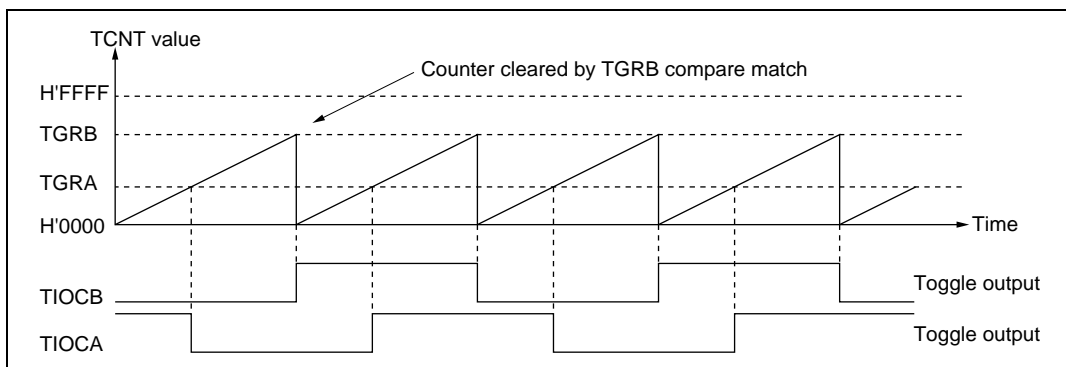 TCNT value
Counter cleared by TGRB compare match
H'FFFF
TGRB
TGRA
H'0000
Time
TIOCB
Toggle output
TIOCA
Toggle output